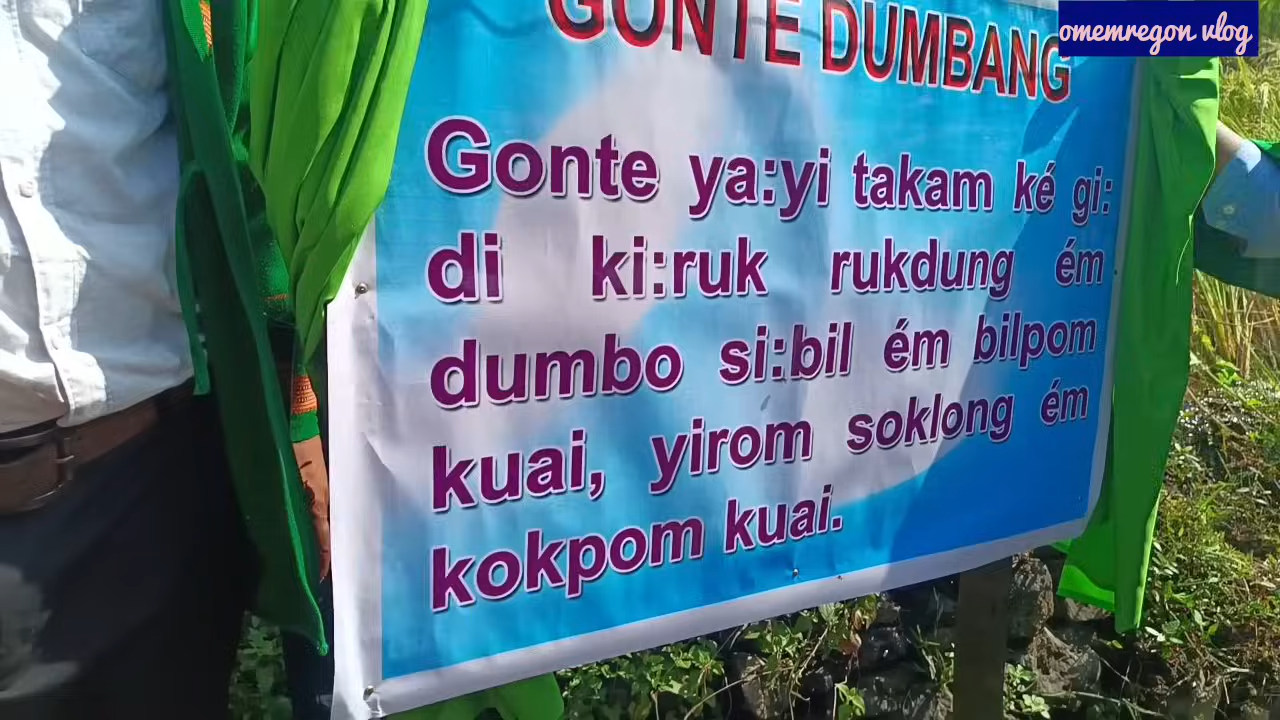 omemregon vlog
GONTE DUMBANG
Gonte ya:yi takam ké gi:
di ki:ruk rukdung ém
dumbo si:bil ém bilpom
kuai, yirom soklong ém
kokpom kuai.